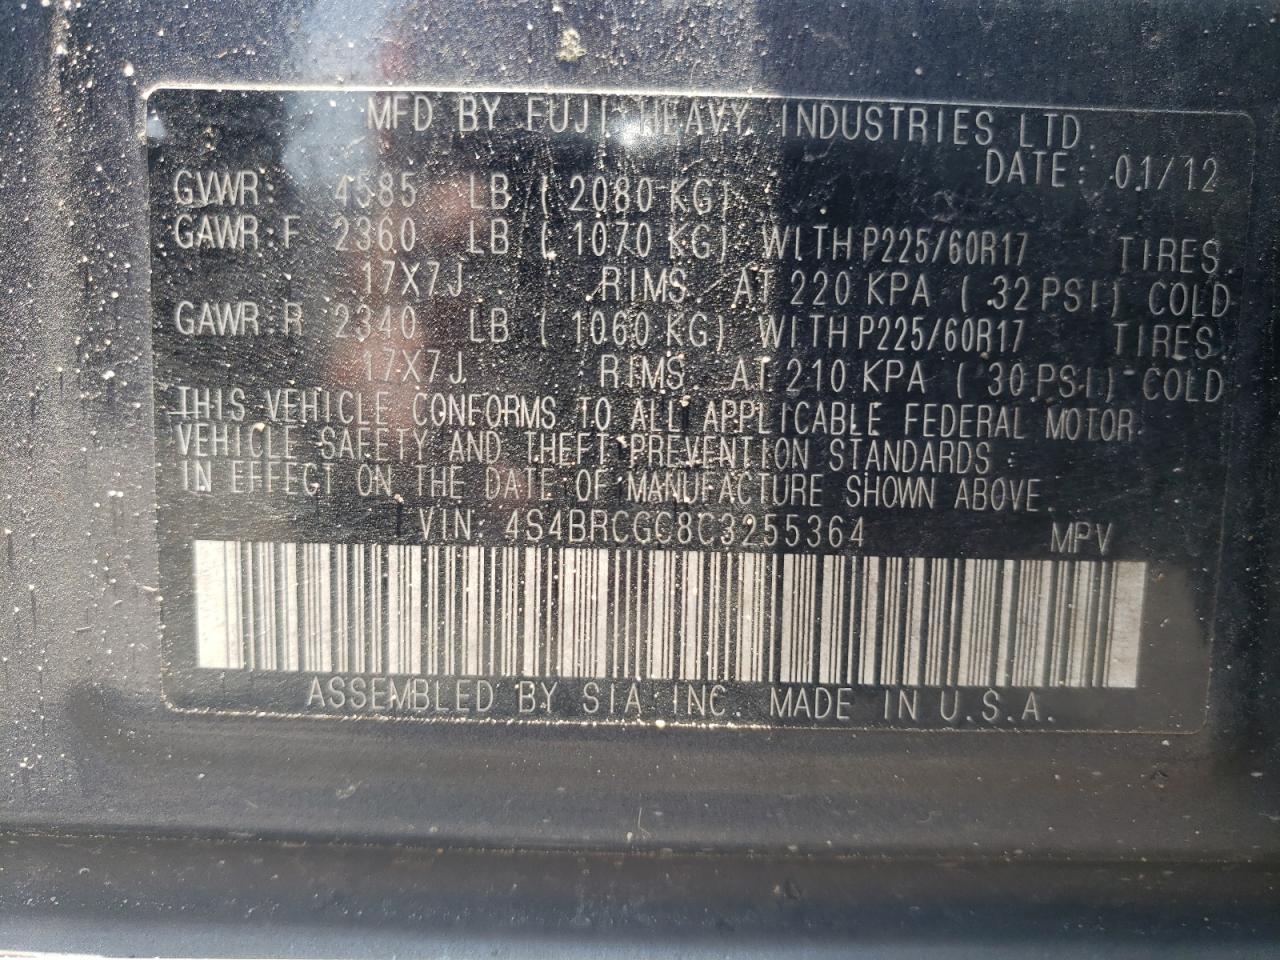 MFD BY FUJI HEAVY INDUSTRIES LTD.
DATE: 01/12
GVWR: 4585 LB ( 2080 KG)
GAWR:F 2360 LB ( 1070 KG) WITH P225/60R17 TIRES.
17X7J RIMS. AT 220 KPA ( 32 PSI) COLD
GAWR:R 2340 LB ( 1060 KG) WITH P225/60R17 TIRES.
17X7J RIMS. AT 210 KPA ( 30 PSI) COLD
THIS VEHICLE CONFORMS TO ALL APPLICABLE FEDERAL MOTOR
VEHICLE SAFETY AND THEFT PREVENTION STANDARDS
IN EFFECT ON THE DATE OF MANUFACTURE SHOWN ABOVE.
VIN: 4S4BRCGC8C3255364 MPV
ASSEMBLED BY SIA INC. MADE IN U.S.A.